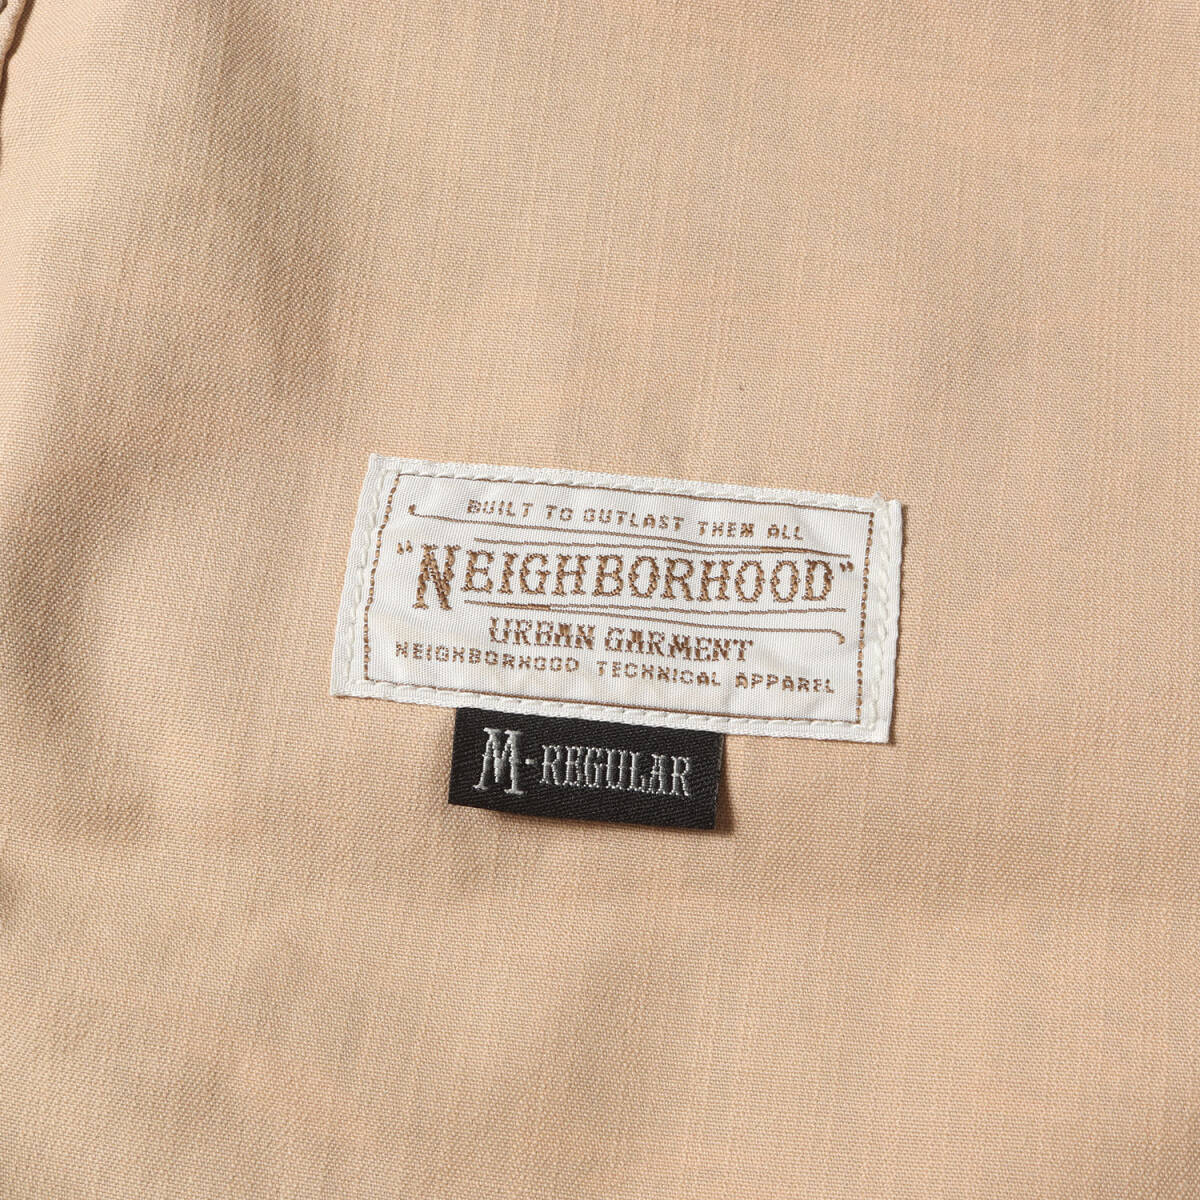 BUILT TO OUTLAST THEM ALL
"NEIGHBORHOOD"
URBAN GARMENT
NEIGHBORHOOD TECHNICAL APPAREL
M-REGULAR